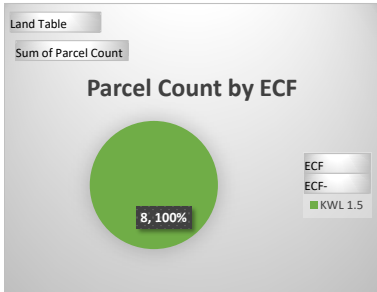 Land Table
Sum of Parcel Count
Parcel Count by ECF
8, 100%
ECF
ECF-
KWL 1.5